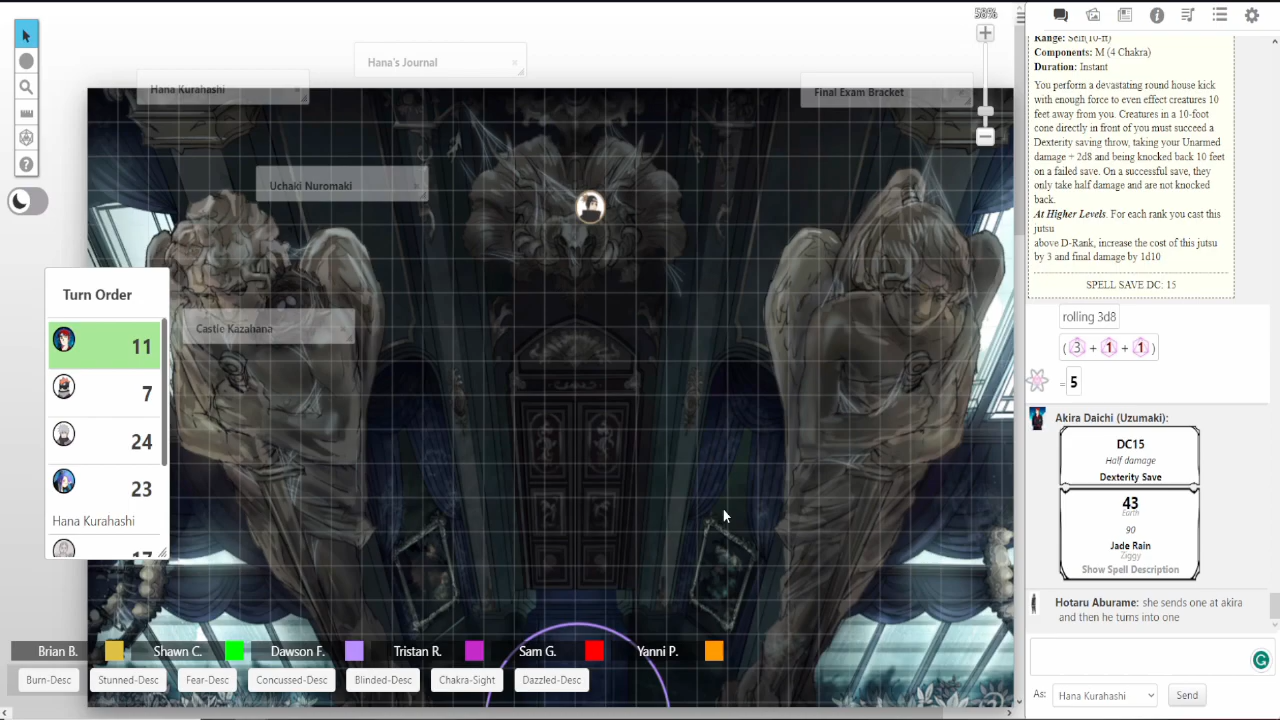 58%
Hana's Journal
Hana Kurahashi
Final Exam Bracket
Uchaki Nuromaki
Castle Kazahana
Turn Order
11
7
24
23
Hana Kurahashi
17
Brian B.
Shawn C.
Dawson F.
Tristan R.
Sam G.
Yanni P.
Burn-Desc
Stunned-Desc
Fear-Desc
Concussed-Desc
Blinded-Desc
Chakra-Sight
Dazzled-Desc
Range: Self(10-ft)
Components: M (4 Chakra)
Duration: Instant
You perform a devastating round house kick
with enough force to even effect creatures 10
feet away from you. Creatures in a 10-foot
cone directly in front of you must succeed a
Dexterity saving throw, taking your Unarmed
damage + 2d8 and being knocked back 10 feet
on a failed save. On a successful save, they
only take half damage and are not knocked
back.
At Higher Levels. For each rank you cast this
jutsu
above D-Rank, increase the cost of this jutsu
by 3 and final damage by 1d10
SPELL SAVE DC: 15
rolling 3d8
(3 + 1 + 1)
= 5
Akira Daichi (Uzumaki):
DC15
Half damage
Dexterity Save
43
Earth
90
Jade Rain
Ziggy
Show Spell Description
Hotaru Aburame: she sends one at akira
and then he turns into one
As: Hana Kurahashi Send